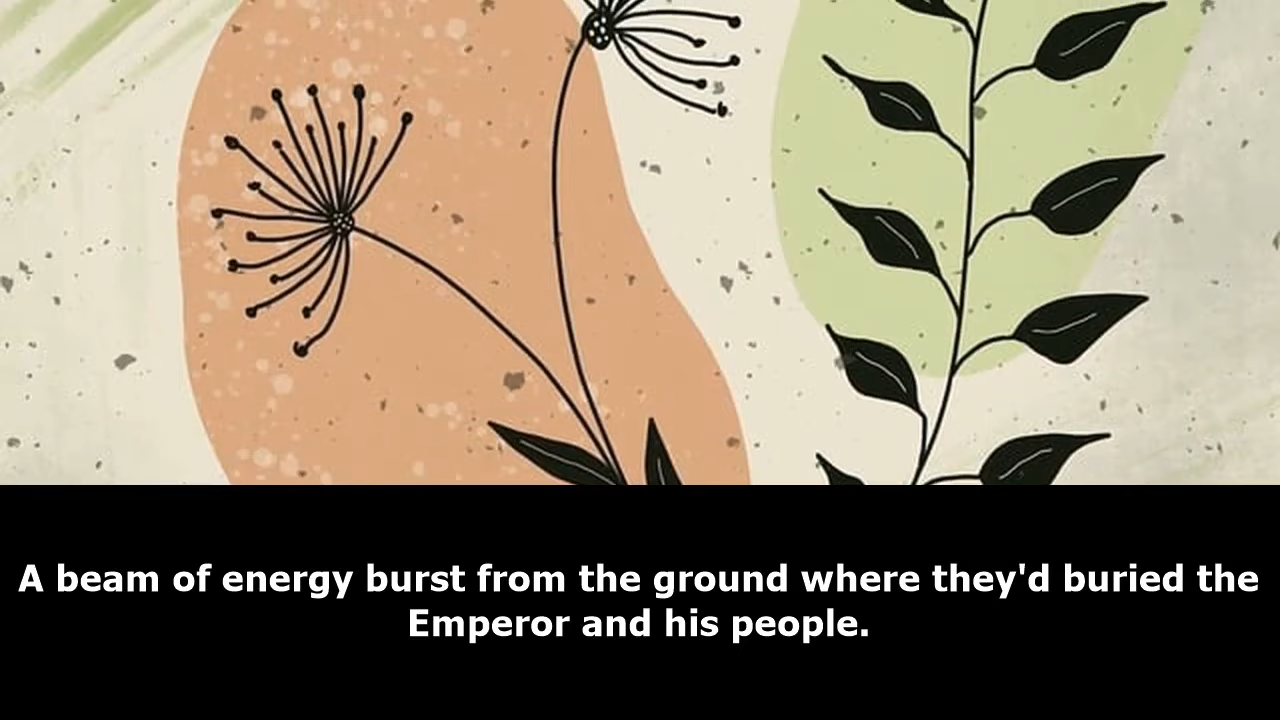 A beam of energy burst from the ground where they'd buried the
Emperor and his people.